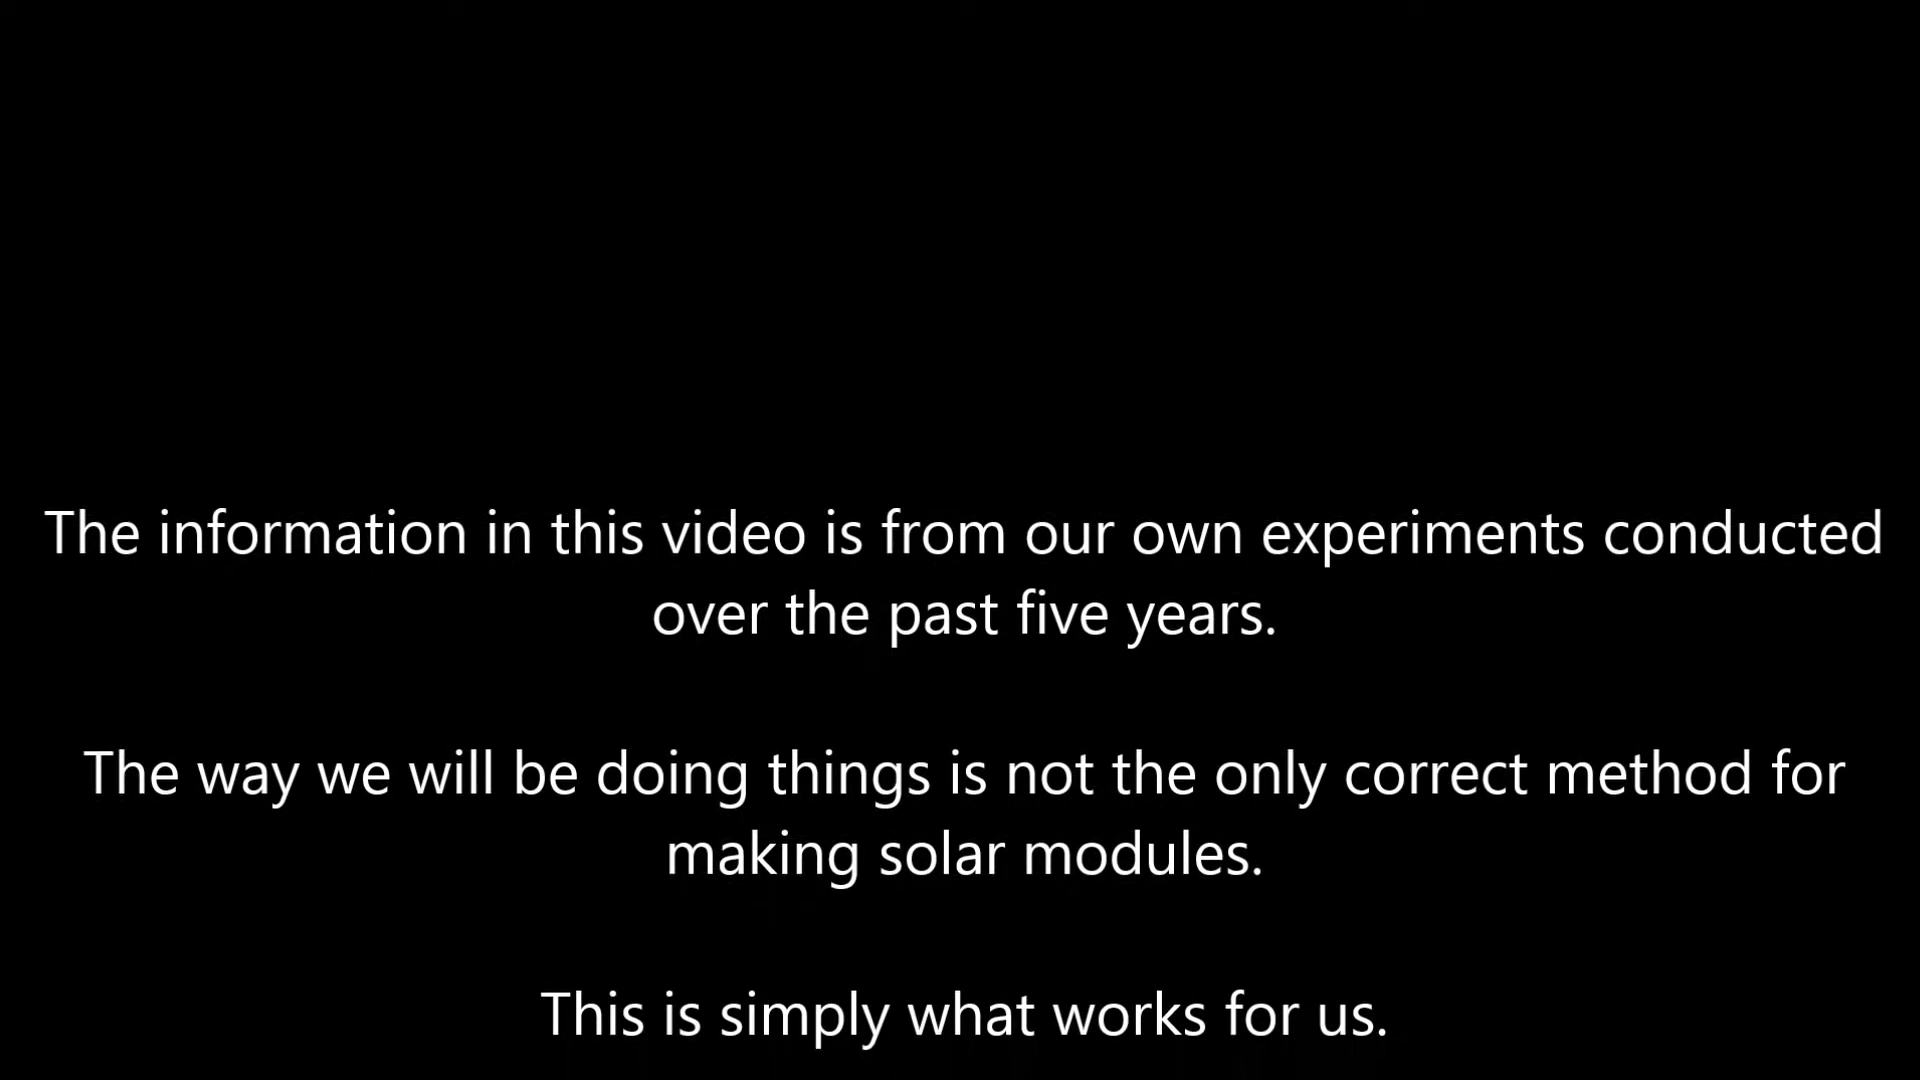 The information in this video is from our own experiments conducted
over the past five years.
The way we will be doing things is not the only correct method for
making solar modules.
This is simply what works for us.